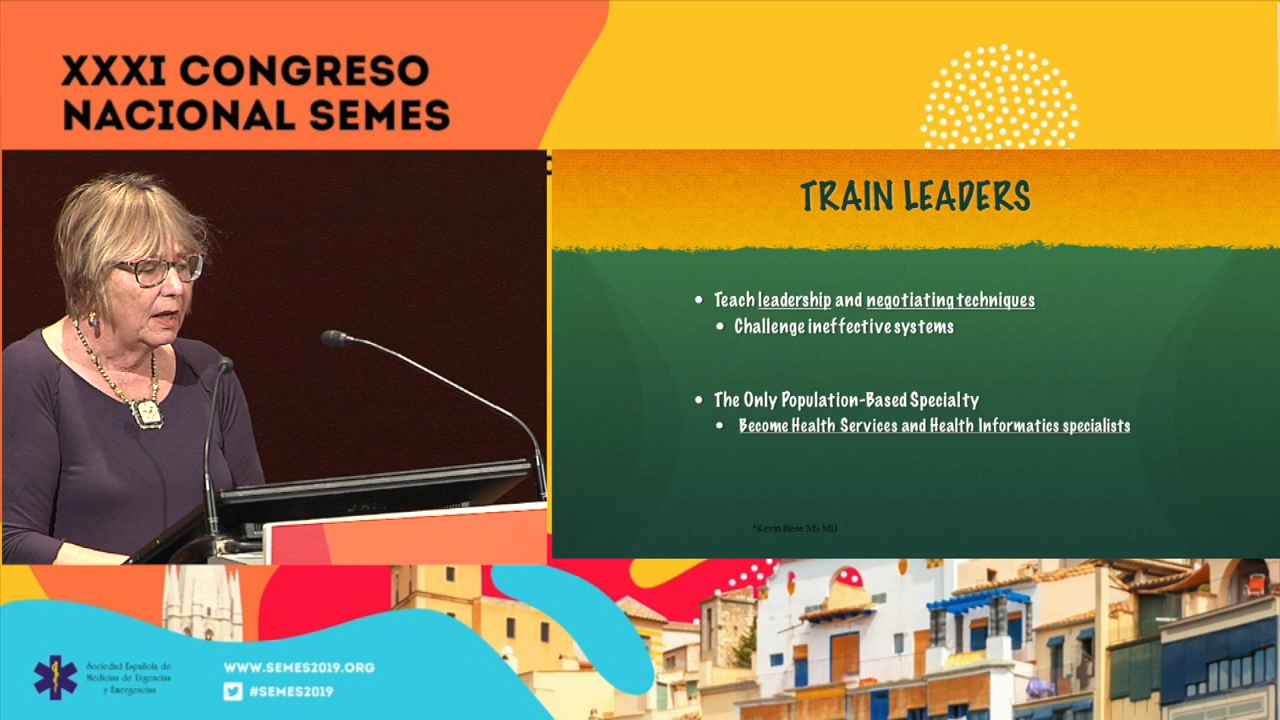 XXXI CONGRESO
NACIONAL SEMES
TRAIN LEADERS
• Teach leadership and negotiating techniques
• Challenge ineffective systems
• The Only Population-Based Specialty
• Become Health Services and Health Informatics specialists
*Kevin Biese MS MD
Sociedad Española de
Medicina de Urgencias
y Emergencias
WWW.SEMES2019.ORG
#SEMES2019